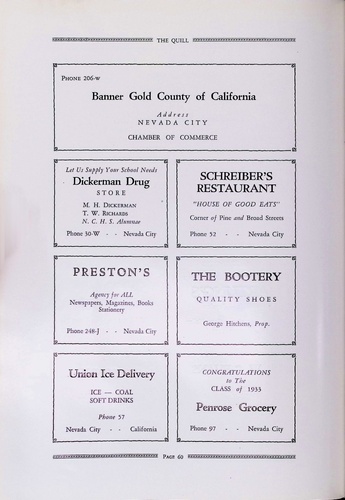 THE QUILL
PHONE 206-W
Banner Gold County of California
Address
NEVADA CITY
CHAMBER OF COMMERCE
Let Us Supply Your School Needs
Dickerman Drug
STORE
M. H. DICKERMAN
T. W. RICHARDS
N. C. H. S. Alumnae
Phone 30-W - - Nevada City
SCHREIBER'S
RESTAURANT
"HOUSE OF GOOD EATS"
Corner of Pine and Broad Streets
Phone 52 - - Nevada City
PRESTON'S
Agency for ALL
Newspapers, Magazines, Books
Stationery
Phone 248-J - - Nevada City
THE BOOTERY
QUALITY SHOES
George Hitchens, Prop.
Union Ice Delivery
ICE — COAL
SOFT DRINKS
Phone 57
Nevada City - - California
CONGRATULATIONS
to The
CLASS of 1933
Penrose Grocery
Phone 97 - - Nevada City
PAGE 60